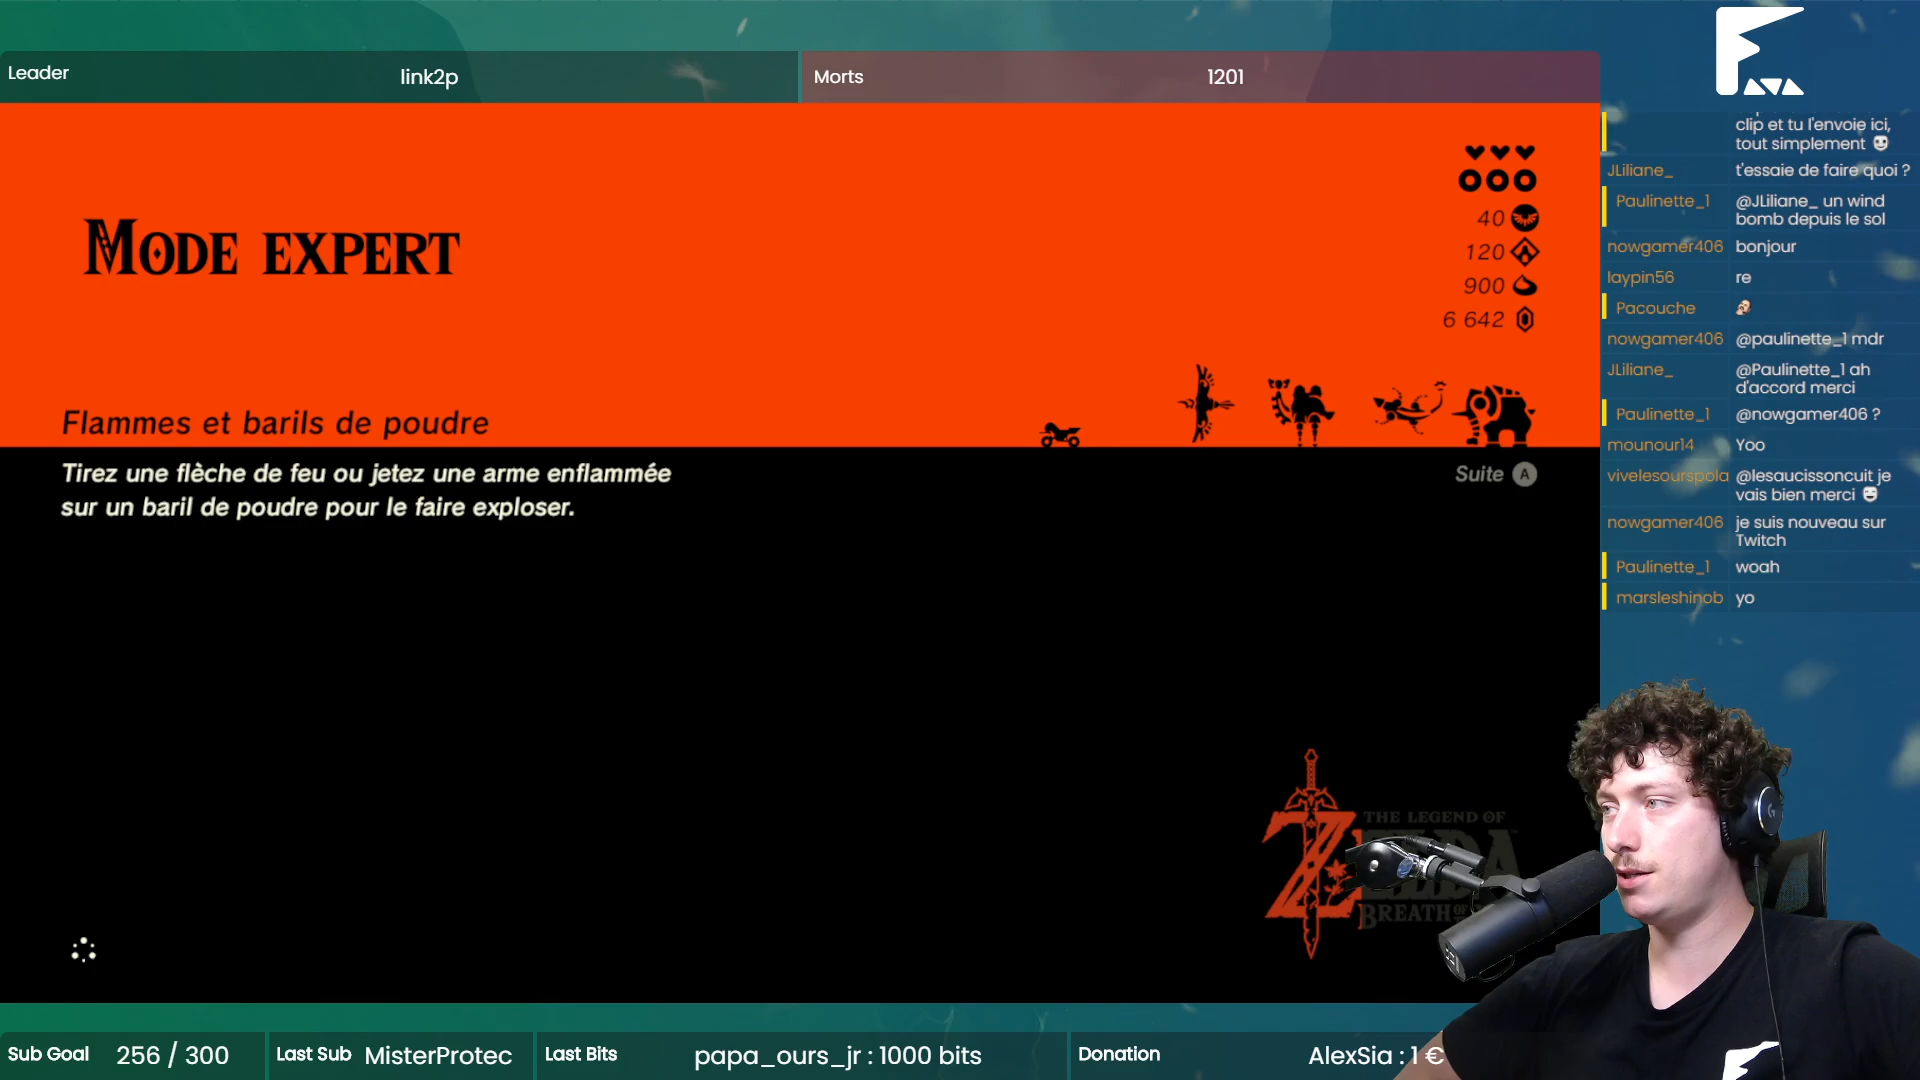 Leader
link2p
Morts
1201
Mode expert
40
120
900
6 642
Flammes et barils de poudre
Tirez une flèche de feu ou jetez une arme enflammée
sur un baril de poudre pour le faire exploser.
Suite A
THE LEGEND OF
ZELDA
BREATH OF
clip et tu l'envoie ici,
tout simplement
JLiliane_ t'essaie de faire quoi ?
Paulinette_1 @JLiliane_ un wind
bomb depuis le sol
nowgamer406 bonjour
laypin56 re
Pacouche
nowgamer406 @paulinette_1 mdr
JLiliane_ @Paulinette_1 ah
d'accord merci
Paulinette_1 @nowgamer406 ?
mounour14 Yoo
vivelesourspola @lesaucissoncuit je
vais bien merci
nowgamer406 je suis nouveau sur
Twitch
Paulinette_1 woah
marsleshinob yo
Sub Goal 256 / 300
Last Sub MisterProtec
Last Bits papa_ours_jr : 1000 bits
Donation AlexSia : 1 €